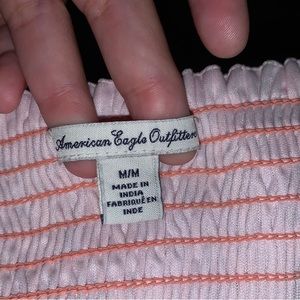 American Eagle Outfitters
M/M
MADE IN
INDIA
FABRIQUÉ EN
INDE